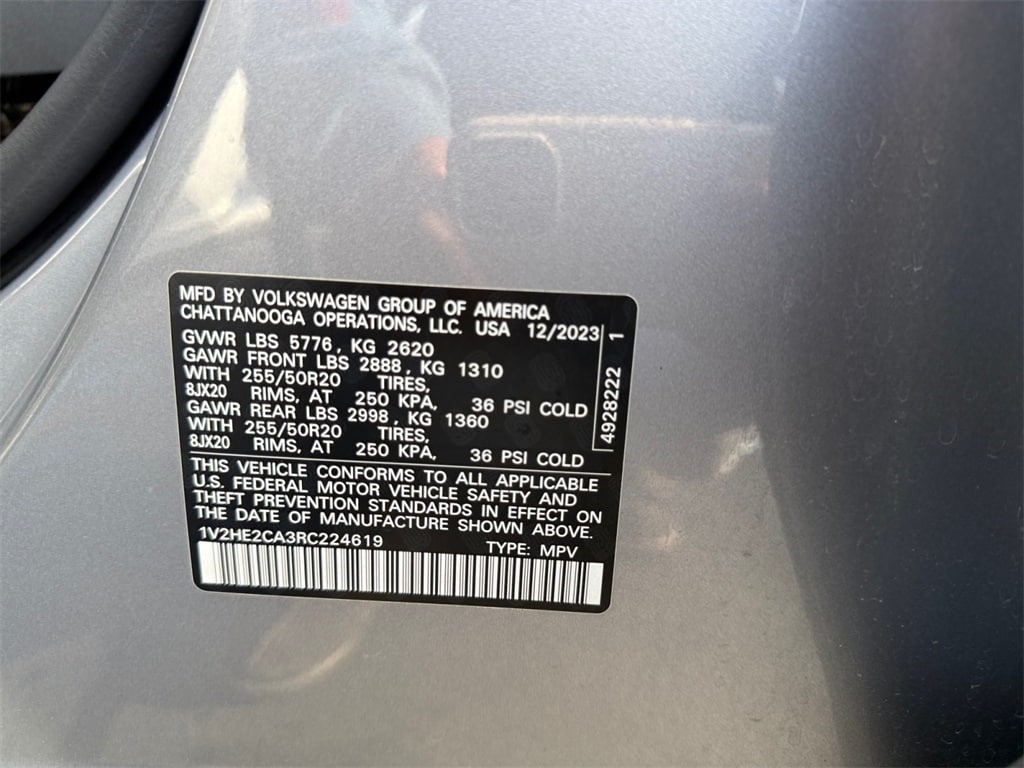 MFD BY VOLKSWAGEN GROUP OF AMERICA
CHATTANOOGA OPERATIONS, LLC. USA 12/2023
GVWR LBS 5776, KG 2620
GAWR FRONT LBS 2888, KG 1310
WITH 255/50R20 TIRES,
8JX20 RIMS, AT 250 KPA, 36 PSI COLD
GAWR REAR LBS 2998, KG 1360
WITH 255/50R20 TIRES,
8JX20 RIMS, AT 250 KPA, 36 PSI COLD
4928222 1
THIS VEHICLE CONFORMS TO ALL APPLICABLE
U.S. FEDERAL MOTOR VEHICLE SAFETY AND
THEFT PREVENTION STANDARDS IN EFFECT ON
THE DATE OF MANUFACTURE SHOWN ABOVE.
1V2HE2CA3RC224619 TYPE: MPV